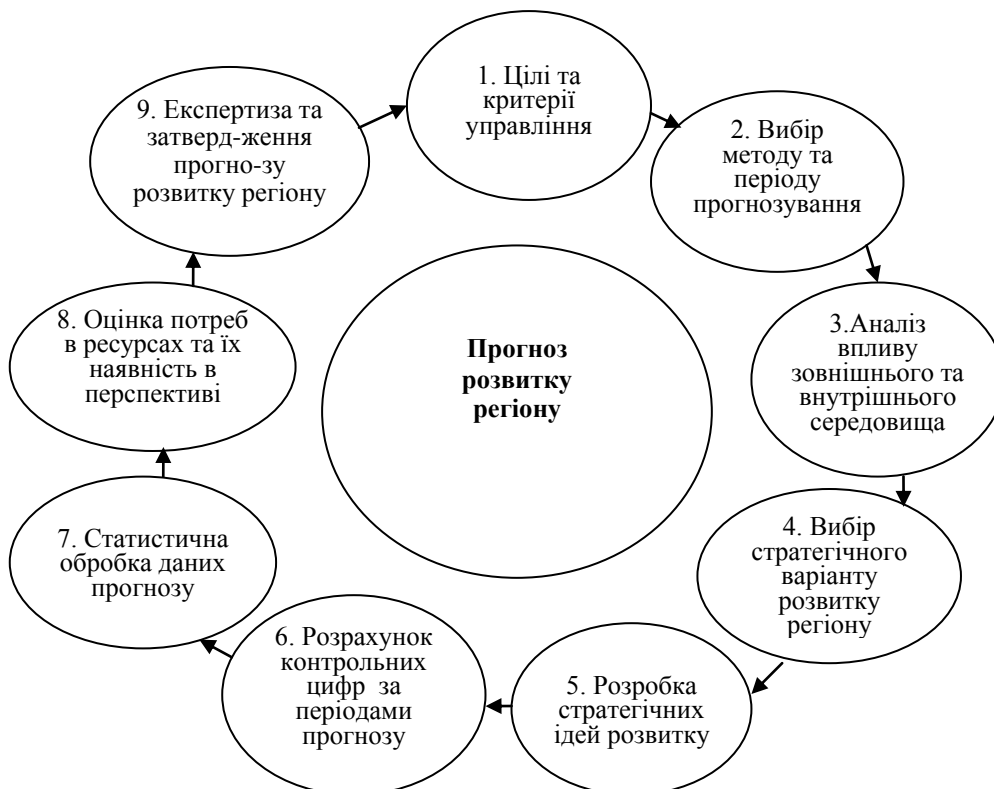 1. Цілі та
критерії
управління
2. Вибір
методу та
періоду
прогнозування
3.Аналіз
впливу
зовнішнього та
внутрішнього
середовища
4. Вибір
стратегічного
варіанту
розвитку
регіону
5. Розробка
стратегічних
ідей розвитку
6. Розрахунок
контрольних
цифр за
періодами
прогнозу
7. Статистична
обробка даних
прогнозу
8. Оцінка потреб
в ресурсах та їх
наявність в
перспективі
9. Експертиза та
затверд-ження
прогно-зу
розвитку регіону
Прогноз
розвитку
регіону